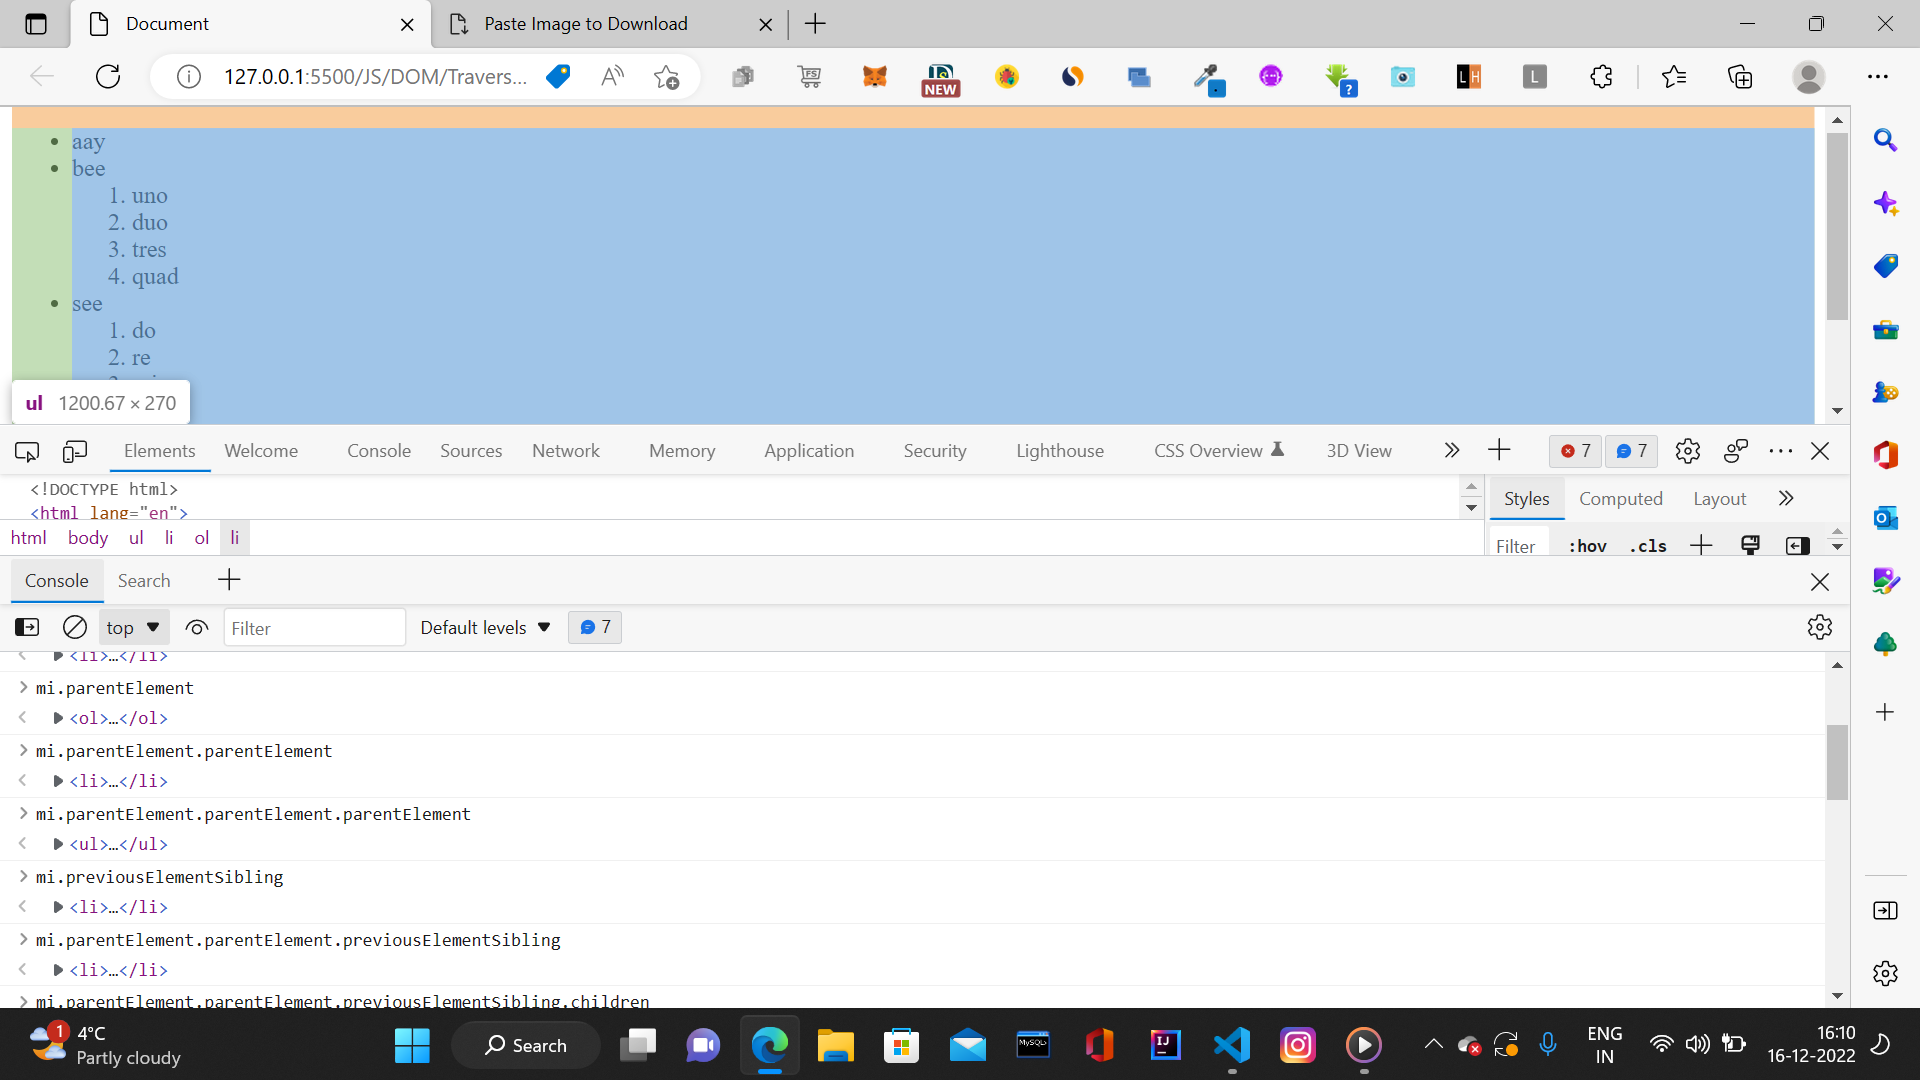 Document
Paste Image to Download
127.0.0.1:5500/JS/DOM/Travers...
NEW
FS
LH
L
aay
bee
1. uno
2. duo
3. tres
4. quad
see
1. do
2. re
ul 1200.67 × 270
Elements Welcome Console Sources Network Memory Application Security Lighthouse CSS Overview 3D View 7 7
<!DOCTYPE html>
<html lang="en">
Styles Computed Layout
html body ul li ol li
Filter :hov .cls
Console Search
top Filter Default levels 7
<li>…</li>
mi.parentElement
<ol>…</ol>
mi.parentElement.parentElement
<li>…</li>
mi.parentElement.parentElement.parentElement
<ul>…</ul>
mi.previousElementSibling
<li>…</li>
mi.parentElement.parentElement.previousElementSibling
<li>…</li>
mi.parentElement.parentElement.previousElementSibling.children
1
4°C
Partly cloudy
Search
MySQL
IJ
ENG
IN
16:10
16-12-2022